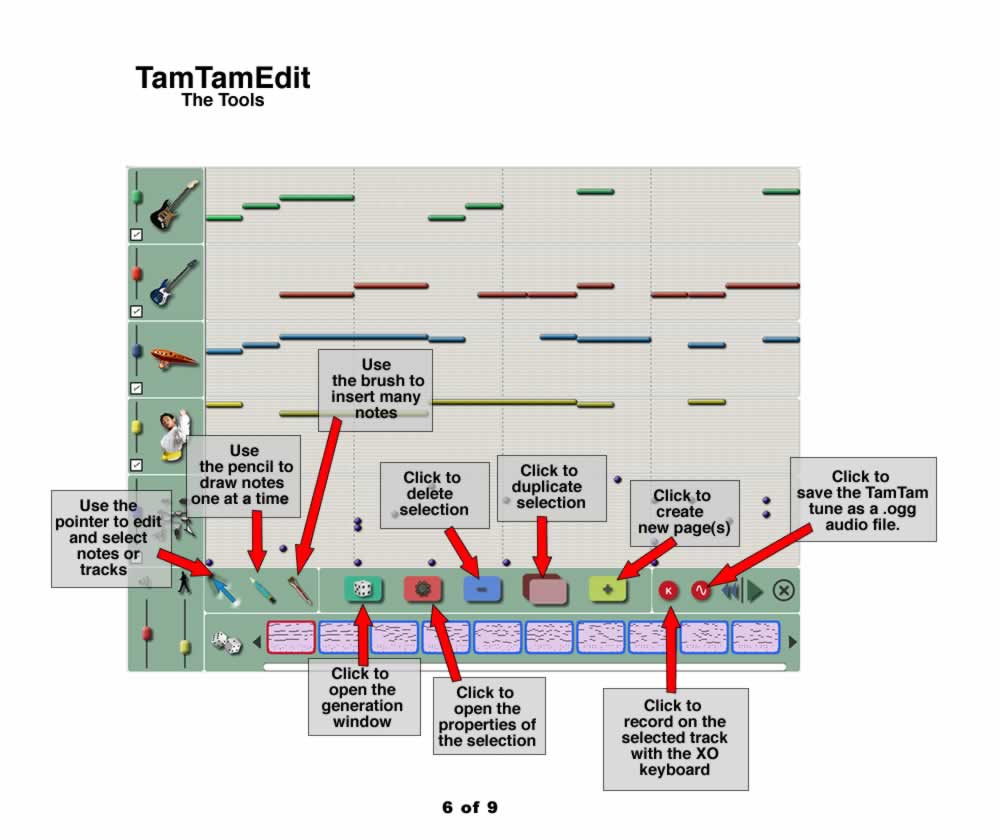 TamTamEdit
The Tools
Use
the brush to
insert many
notes
Use
the pencil to
draw notes
one at a time
Click to
delete
selection
Click to
duplicate
selection
Click to
create
new page(s)
Click to
save the TamTam
tune as a .ogg
audio file.
Use the
pointer to edit
and select
notes or
tracks
K
Click to
open the
generation
window
Click to
open the
properties of
the selection
Click to
record on the
selected track
with the XO
keyboard
6 of 9